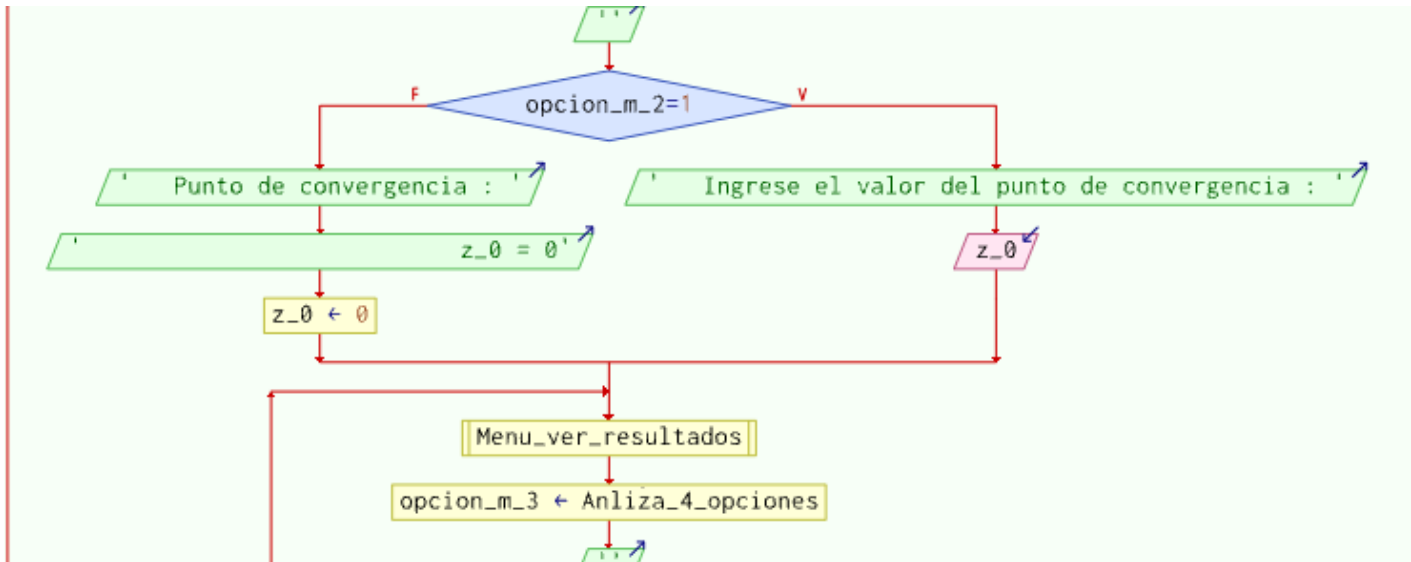 ''
F
opcion_m_2=1
V
' Punto de convergencia : '
' Ingrese el valor del punto de convergencia : '
' z_0 = 0'
z_0
z_0 ← 0
Menu_ver_resultados
opcion_m_3 ← Anliza_4_opciones
''